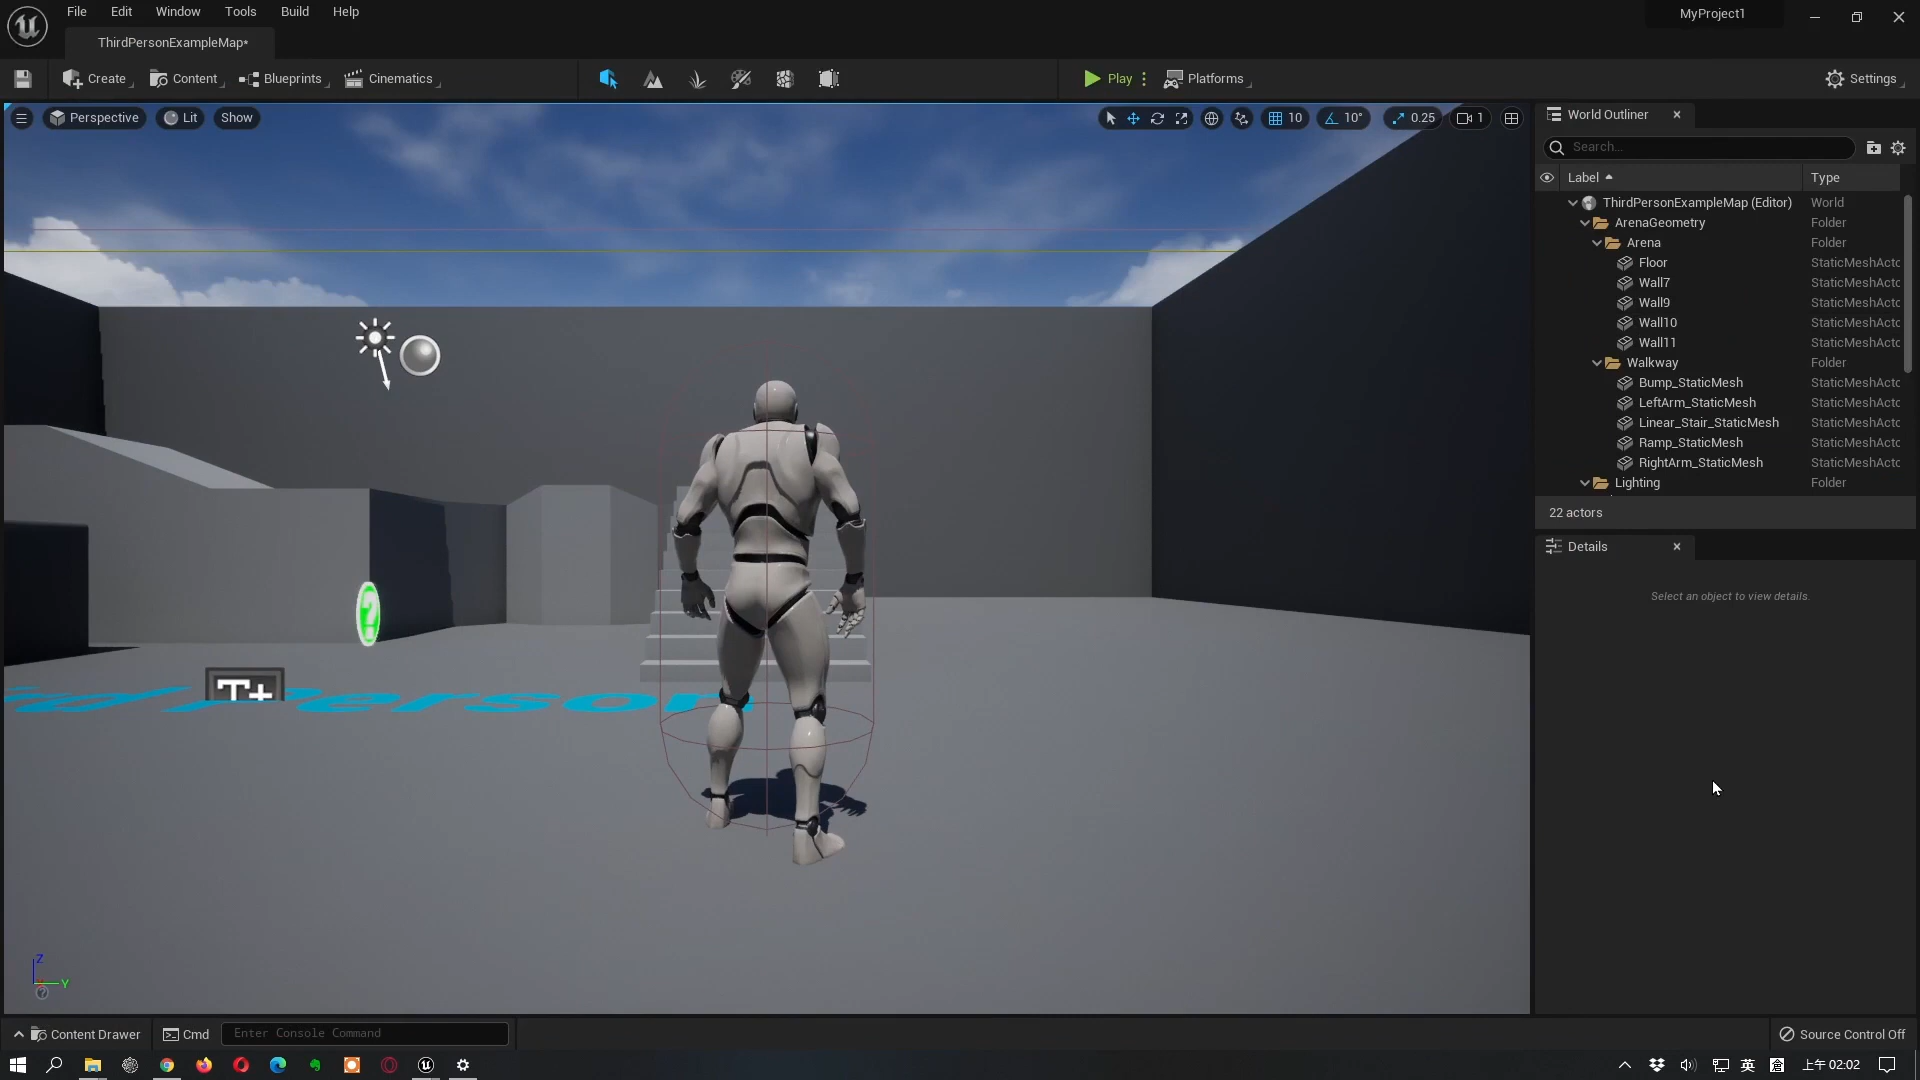 File Edit Window Tools Build Help
MyProject1
ThirdPersonExampleMap*
Create Content Blueprints Cinematics
Play Platforms
Settings
Perspective Lit Show
10 10° 0.25 1
World Outliner
Search...
Label Type
ThirdPersonExampleMap (Editor) World
ArenaGeometry Folder
Arena Folder
Floor StaticMeshActo
Wall7 StaticMeshActo
Wall9 StaticMeshActo
Wall10 StaticMeshActo
Wall11 StaticMeshActo
Walkway Folder
Bump_StaticMesh StaticMeshActo
LeftArm_StaticMesh StaticMeshActo
Linear_Stair_StaticMesh StaticMeshActo
Ramp_StaticMesh StaticMeshActo
RightArm_StaticMesh StaticMeshActo
Lighting Folder
22 actors
Details
Select an object to view details.
?
T+
Person
Z
Y
Content Drawer Cmd Enter Console Command
Source Control Off
英 上午 02:02